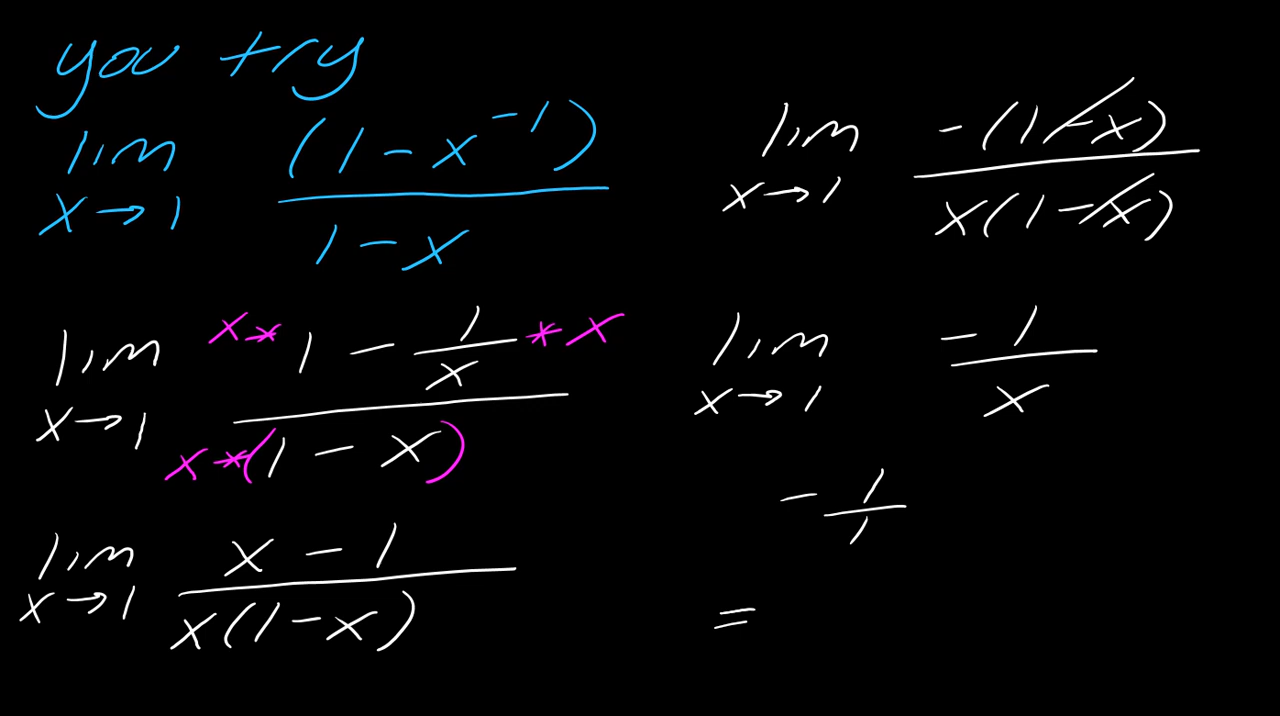 you try
lim x→1 (1 - x^-1) / 1 - x
lim x→1 x* 1 - 1/x * x / x*(1 - x)
lim x→1 x - 1 / x(1 - x)
lim x→1 -(1 - x) / x(1 - x)
lim x→1 -1 / x
- 1/1
=